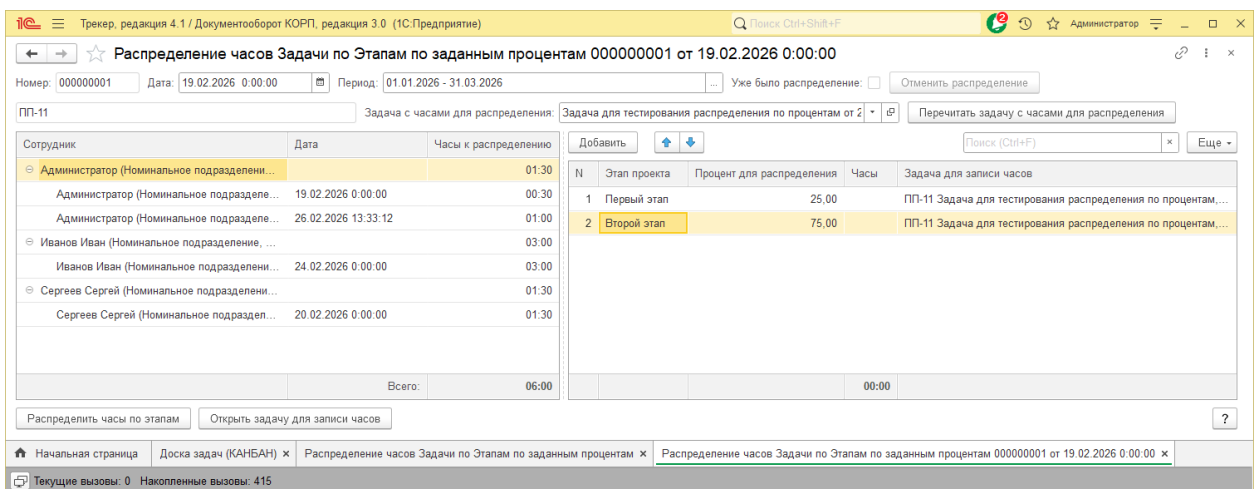 1С Трекер, редакция 4.1 / Документооборот КОРП, редакция 3.0 (1С:Предприятие) Поиск Ctrl+Shift+F 2 Администратор
Распределение часов Задачи по Этапам по заданным процентам 000000001 от 19.02.2026 0:00:00
Номер: 000000001 Дата: 19.02.2026 0:00:00 Период: 01.01.2026 - 31.03.2026 ... Уже было распределение: Отменить распределение
ПП-11 Задача с часами для распределения: Задача для тестирования распределения по процентам от 2 Перечитать задачу с часами для распределения
Сотрудник Дата Часы к распределению
Администратор (Номинальное подразделени... 01:30
Администратор (Номинальное подразделе... 19.02.2026 0:00:00 00:30
Администратор (Номинальное подразделе... 26.02.2026 13:33:12 01:00
Иванов Иван (Номинальное подразделение, ... 03:00
Иванов Иван (Номинальное подразделени... 24.02.2026 0:00:00 03:00
Сергеев Сергей (Номинальное подразделени... 01:30
Сергеев Сергей (Номинальное подраздел... 20.02.2026 0:00:00 01:30
Всего: 06:00
Добавить Поиск (Ctrl+F) × Еще
N Этап проекта Процент для распределения Часы Задача для записи часов
1 Первый этап 25,00 ПП-11 Задача для тестирования распределения по процентам,...
2 Второй этап 75,00 ПП-11 Задача для тестирования распределения по процентам,...
00:00
Распределить часы по этапам Открыть задачу для записи часов ?
Начальная страница Доска задач (КАНБАН) × Распределение часов Задачи по Этапам по заданным процентам × Распределение часов Задачи по Этапам по заданным процентам 000000001 от 19.02.2026 0:00:00 ×
Текущие вызовы: 0 Накопленные вызовы: 415